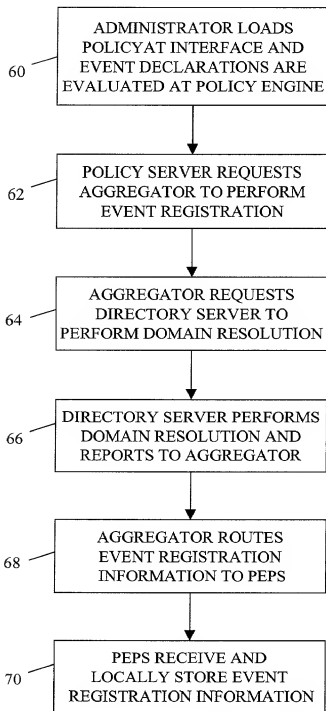 60
ADMINISTRATOR LOADS
POLICYAT INTERFACE AND
EVENT DECLARATIONS ARE
EVALUATED AT POLICY ENGINE
62
POLICY SERVER REQUESTS
AGGREGATOR TO PERFORM
EVENT REGISTRATION
64
AGGREGATOR REQUESTS
DIRECTORY SERVER TO
PERFORM DOMAIN RESOLUTION
66
DIRECTORY SERVER PERFORMS
DOMAIN RESOLUTION AND
REPORTS TO AGGREGATOR
68
AGGREGATOR ROUTES
EVENT REGISTRATION
INFORMATION TO PEPS
70
PEPS RECEIVE AND
LOCALLY STORE EVENT
REGISTRATION INFORMATION